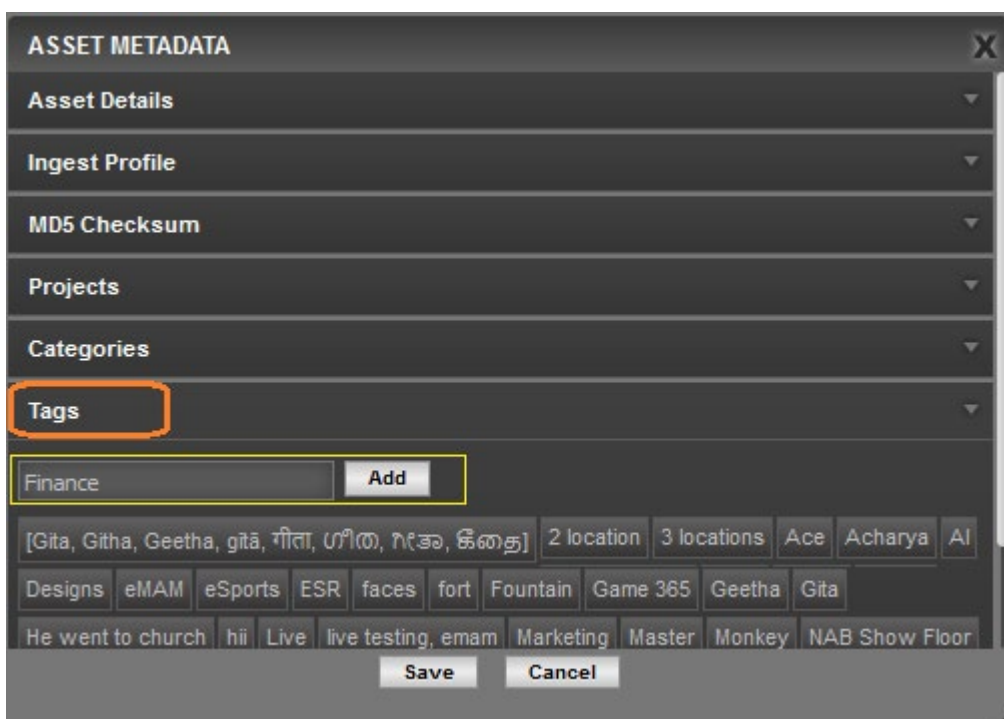 ASSET METADATA X
Asset Details
Ingest Profile
MD5 Checksum
Projects
Categories
Tags
Finance Add
[Gita, Githa, Geetha, gītā, गीता, ഗീത, ಗೀತಾ, கீதை] 2 location 3 locations Ace Acharya AI
Designs eMAM eSports ESR faces fort Fountain Game 365 Geetha Gita
He went to church hii Live live testing, emam Marketing Master Monkey NAB Show Floor
Save Cancel